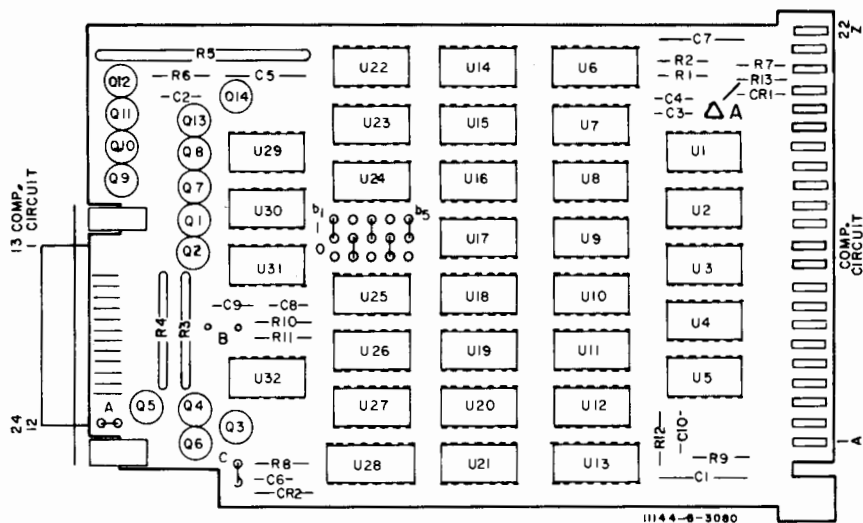 R5
C7
22
Z
R6
C5
U22
U14
U6
R2
R1
R7
R13
CR1
Q12
C2
Q14
C4
C3
A
Q11
Q13
U23
U15
U7
Q10
Q8
U29
U1
Q9
Q7
U24
U16
U8
13 COMP.
1 CIRCUIT
Q1
U30
b1
b5
1
0
U2
Q2
U31
U17
U9
U3
COMP.
CIRCUIT
R4
R3
C9
C8
U25
U18
U10
R10
B
R11
U4
U26
U19
U11
U32
U5
A
Q5
Q4
U27
U20
U12
24
12
Q3
Q6
R12
C10
1
A
C
R8
U28
U21
U13
R9
C6
C1
CR2
11144-B-3080